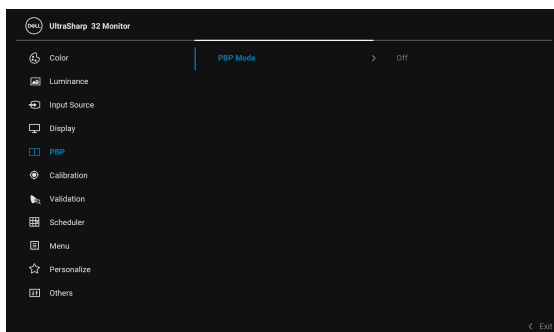 DELL UltraSharp 32 Monitor
Color
PBP Mode > Off
Luminance
Input Source
Display
PBP
Calibration
Validation
Scheduler
Menu
Personalize
Others
< Exit